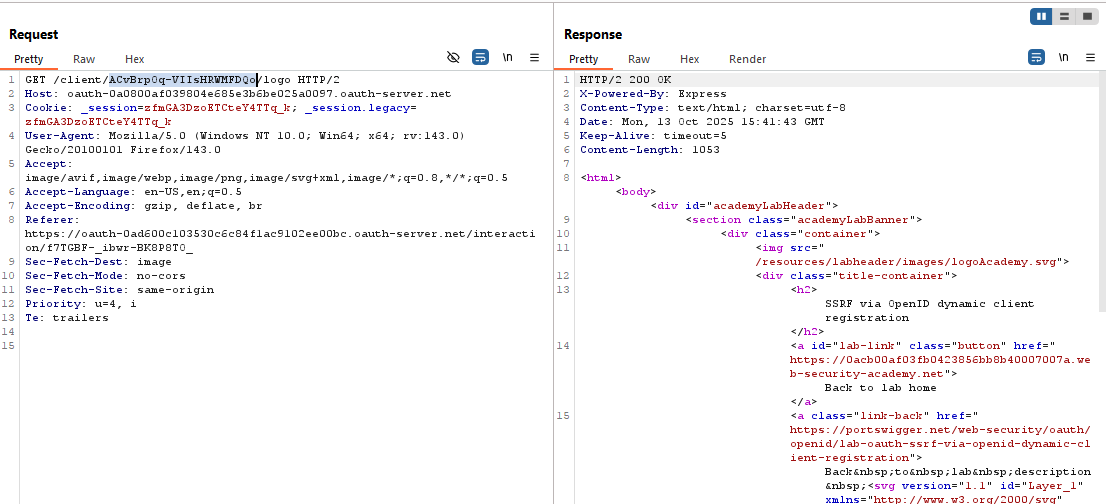 Request
Pretty Raw Hex
\n
1 GET /client/ACvBrp0q-VIIsHRWMFDQo/logo HTTP/2
2 Host: oauth-0a0800af039804e685e3b6be025a0097.oauth-server.net
3 Cookie: _session=zfmGA3DzoETCteY4TTq_k; _session.legacy=
zfmGA3DzoETCteY4TTq_k
4 User-Agent: Mozilla/5.0 (Windows NT 10.0; Win64; x64; rv:143.0)
Gecko/20100101 Firefox/143.0
5 Accept:
image/avif,image/webp,image/png,image/svg+xml,image/*;q=0.8,*/*;q=0.5
6 Accept-Language: en-US,en;q=0.5
7 Accept-Encoding: gzip, deflate, br
8 Referer:
https://oauth-0ad600c103530c6c84f1ac9102ee00bc.oauth-server.net/interacti
on/f7TGBF-_ibwr-BK8P8T0_
9 Sec-Fetch-Dest: image
10 Sec-Fetch-Mode: no-cors
11 Sec-Fetch-Site: same-origin
12 Priority: u=4, i
13 Te: trailers
14
15
Response
Pretty Raw Hex Render
\n
1 HTTP/2 200 OK
2 X-Powered-By: Express
3 Content-Type: text/html; charset=utf-8
4 Date: Mon, 13 Oct 2025 15:41:43 GMT
5 Keep-Alive: timeout=5
6 Content-Length: 1053
7
8 <html>
<body>
<div id="academyLabHeader">
9 <section class="academyLabBanner">
10 <div class="container">
11 <img src="
/resources/labheader/images/logoAcademy.svg">
12 <div class="title-container">
13 <h2>
SSRF via OpenID dynamic client
registration
</h2>
14 <a id="lab-link" class="button" href="
https://0acb00af03fb0423856bb8b40007007a.we
b-security-academy.net">
Back to lab home
</a>
15 <a class="link-back" href="
https://portswigger.net/web-security/oauth/
openid/lab-oauth-ssrf-via-openid-dynamic-cl
ient-registration">
Back&nbsp;to&nbsp;lab&nbsp;description
&nbsp;<svg version="1.1" id="Layer_1"
xmlns="http://www.w3.org/2000/svg"